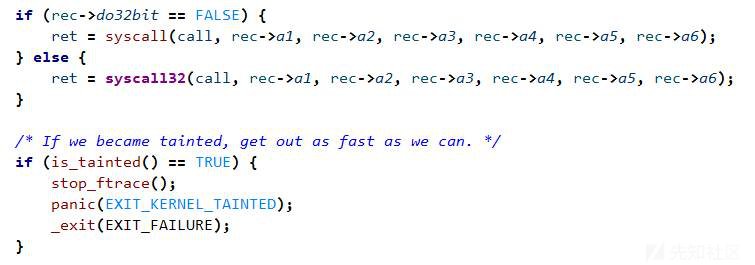 if (rec->do32bit == FALSE) {
    ret = syscall(call, rec->a1, rec->a2, rec->a3, rec->a4, rec->a5, rec->a6);
} else {
    ret = syscall32(call, rec->a1, rec->a2, rec->a3, rec->a4, rec->a5, rec->a6);
}

/* If we became tainted, get out as fast as we can. */
if (is_tainted() == TRUE) {
    stop_ftrace();
    panic(EXIT_KERNEL_TAINTED);
    _exit(EXIT_FAILURE);
}
先知社区